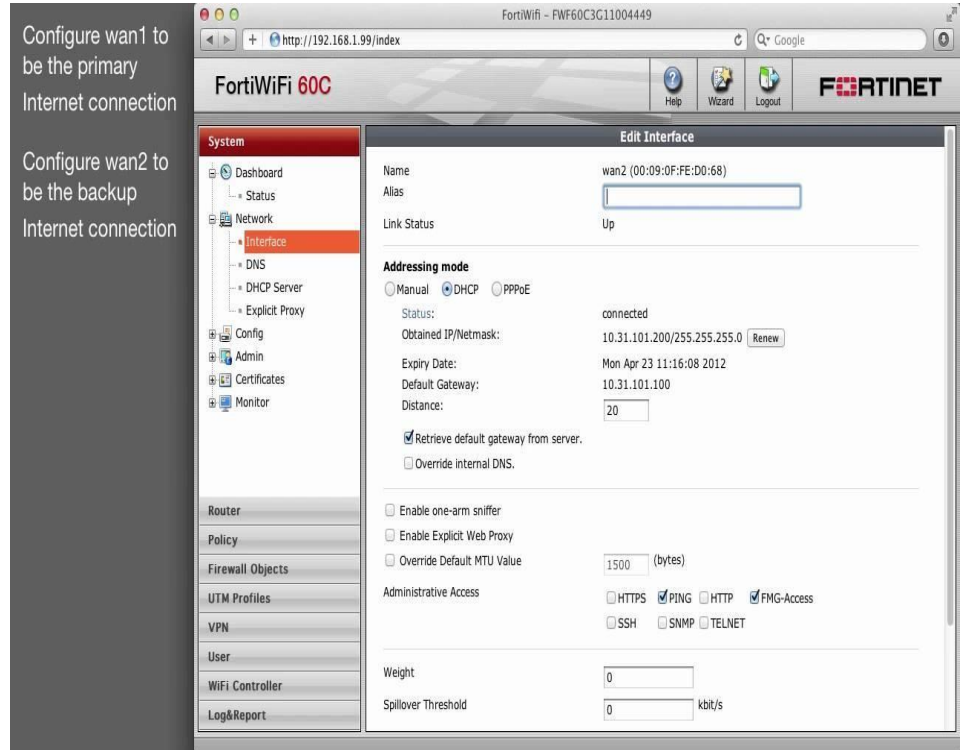 Configure wan1 to
be the primary
Internet connection
Configure wan2 to
be the backup
Internet connection
FortiWifi – FWF60C3G11004449
http://192.168.1.99/index
Google
FortiWiFi 60C
Help
Wizard
Logout
FORTINET
System
Dashboard
Status
Network
Interface
DNS
DHCP Server
Explicit Proxy
Config
Admin
Certificates
Monitor
Router
Policy
Firewall Objects
UTM Profiles
VPN
User
WiFi Controller
Log&Report
Edit Interface
Name wan2 (00:09:0F:FE:D0:68)
Alias
Link Status Up
Addressing mode
Manual DHCP PPPoE
Status: connected
Obtained IP/Netmask: 10.31.101.200/255.255.255.0 Renew
Expiry Date: Mon Apr 23 11:16:08 2012
Default Gateway: 10.31.101.100
Distance: 20
Retrieve default gateway from server.
Override internal DNS.
Enable one-arm sniffer
Enable Explicit Web Proxy
Override Default MTU Value 1500 (bytes)
Administrative Access HTTPS PING HTTP FMG-Access
SSH SNMP TELNET
Weight 0
Spillover Threshold 0 kbit/s